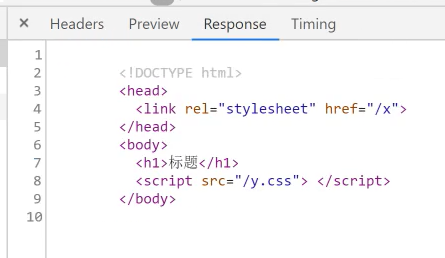 × Headers Preview Response Timing
1
2 <!DOCTYPE html>
3 <head>
4 <link rel="stylesheet" href="/x">
5 </head>
6 <body>
7 <h1>标题</h1>
8 <script src="/y.css"> </script>
9 </body>
10